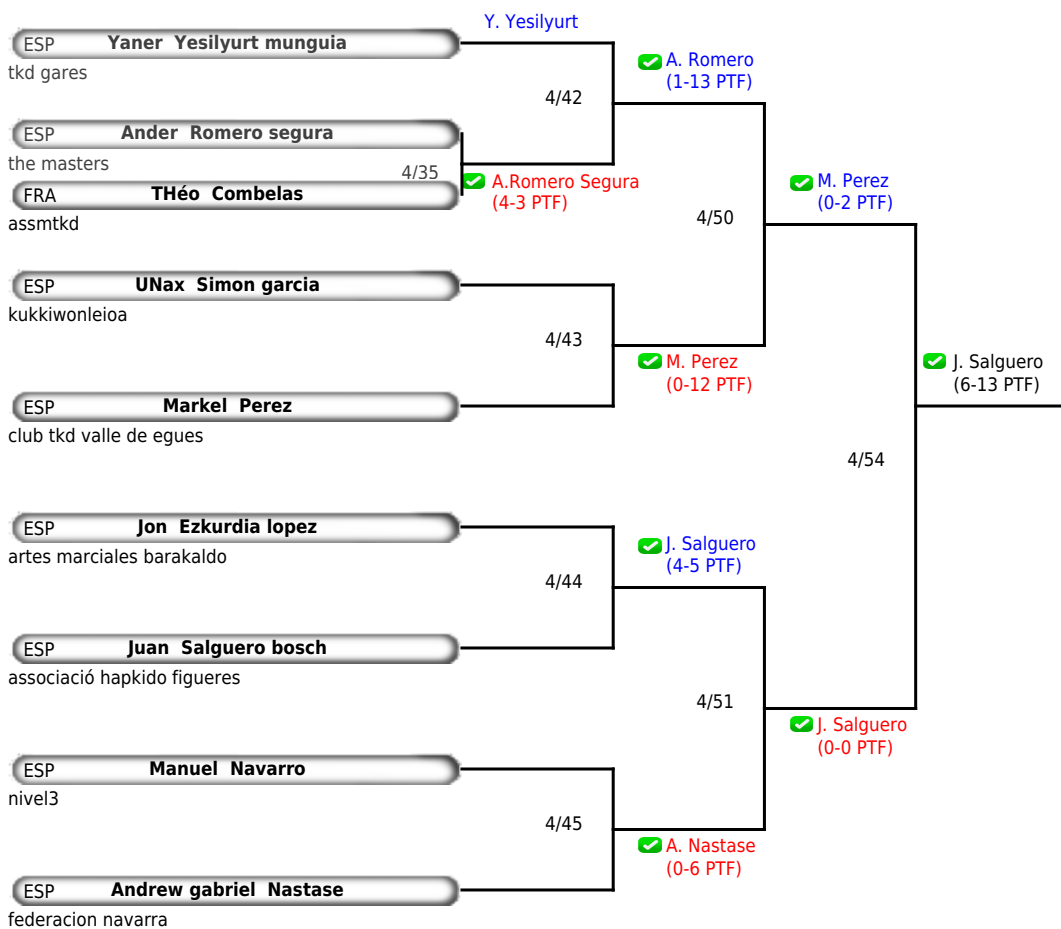 Y. Yesilyurt
ESP Yaner Yesilyurt munguia
tkd gares
A. Romero
(1-13 PTF)
4/42
ESP Ander Romero segura
the masters
4/35
A.Romero Segura
(4-3 PTF)
FRA THéo Combelas
assmtkd
M. Perez
(0-2 PTF)
4/50
ESP UNax Simon garcia
kukkiwonleioa
4/43
M. Perez
(0-12 PTF)
J. Salguero
(6-13 PTF)
ESP Markel Perez
club tkd valle de egues
4/54
ESP Jon Ezkurdia lopez
artes marciales barakaldo
J. Salguero
(4-5 PTF)
4/44
ESP Juan Salguero bosch
associació hapkido figueres
4/51
J. Salguero
(0-0 PTF)
ESP Manuel Navarro
nivel3
4/45
A. Nastase
(0-6 PTF)
ESP Andrew gabriel Nastase
federacion navarra